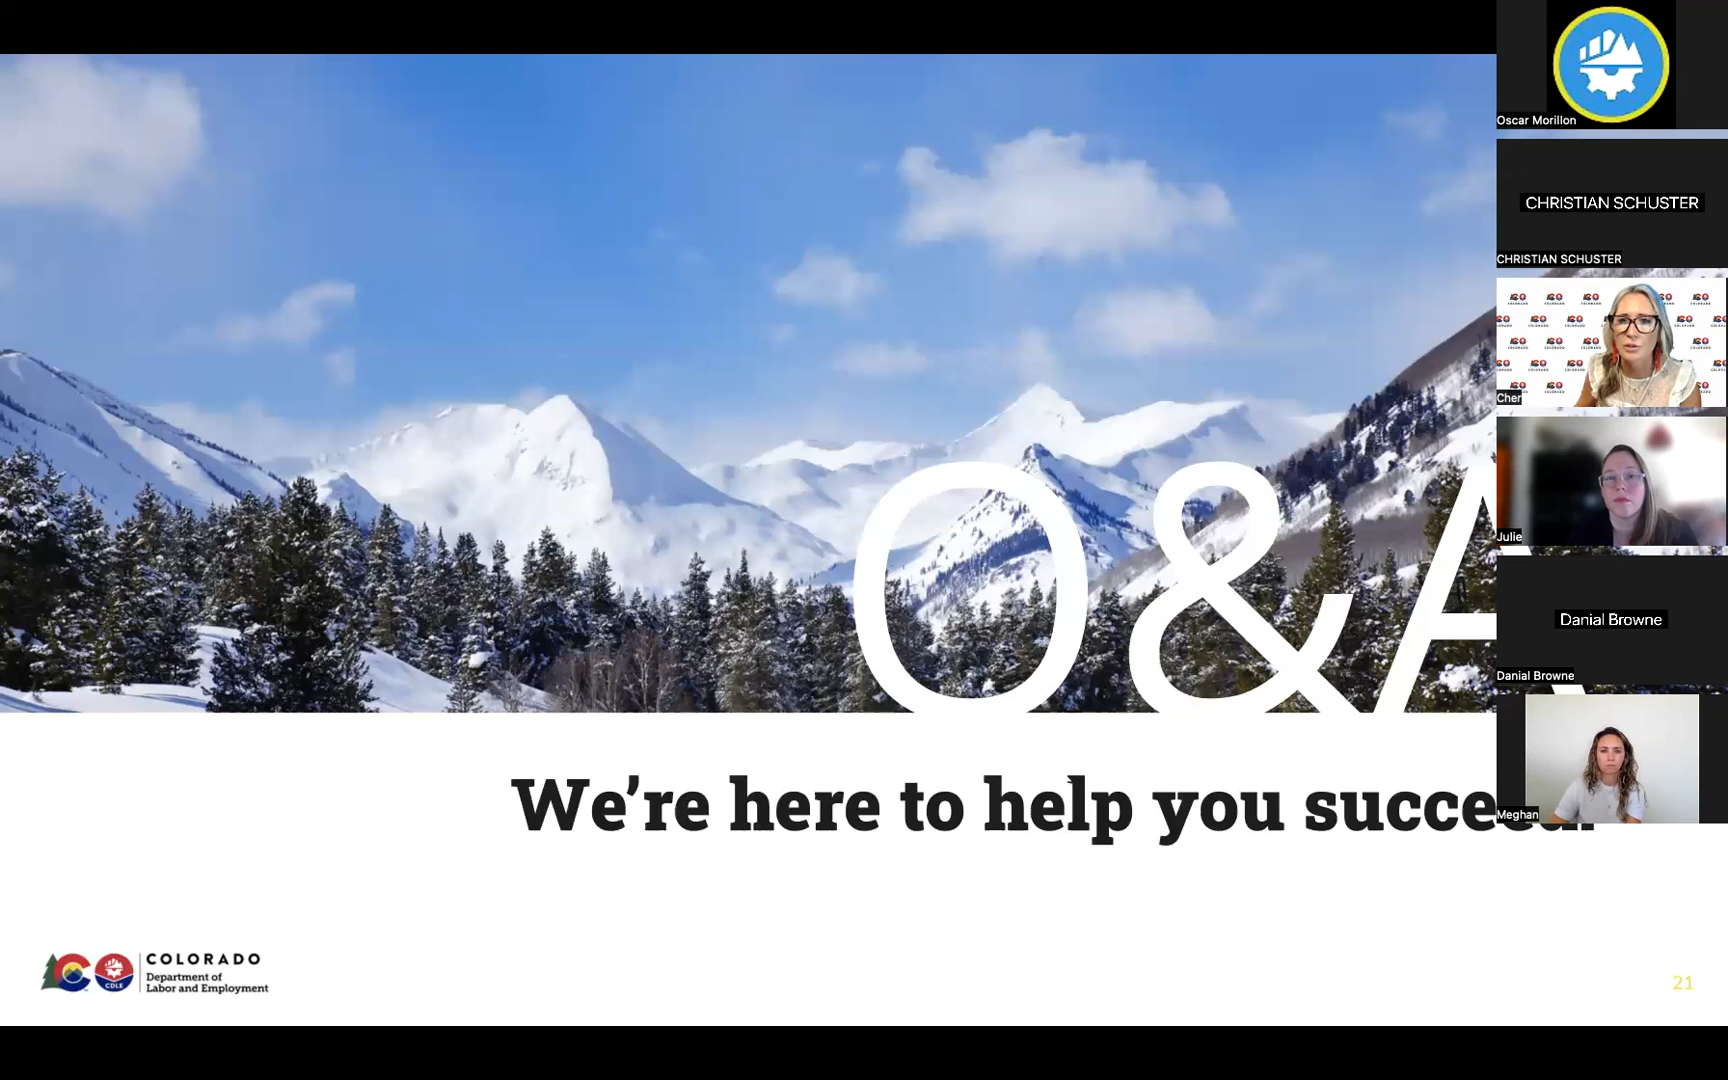 Oscar Morillon
CHRISTIAN SCHUSTER
CHRISTIAN SCHUSTER
Cher
Julie
Danial Browne
Danial Browne
Meghan
Q&A
We're here to help you succeed.
CDLE
COLORADO
Department of
Labor and Employment
21